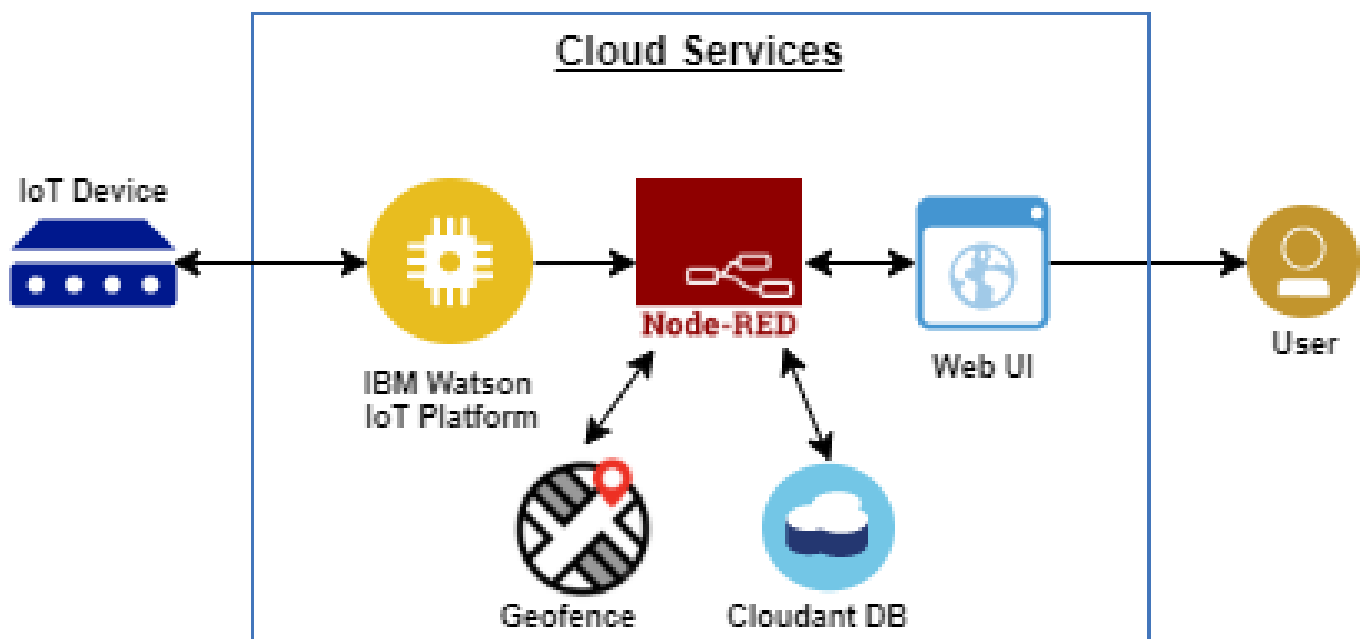 Cloud Services
IoT Device
Node-RED
IBM Watson
IoT Platform
Web UI
User
Geofence
Cloudant DB